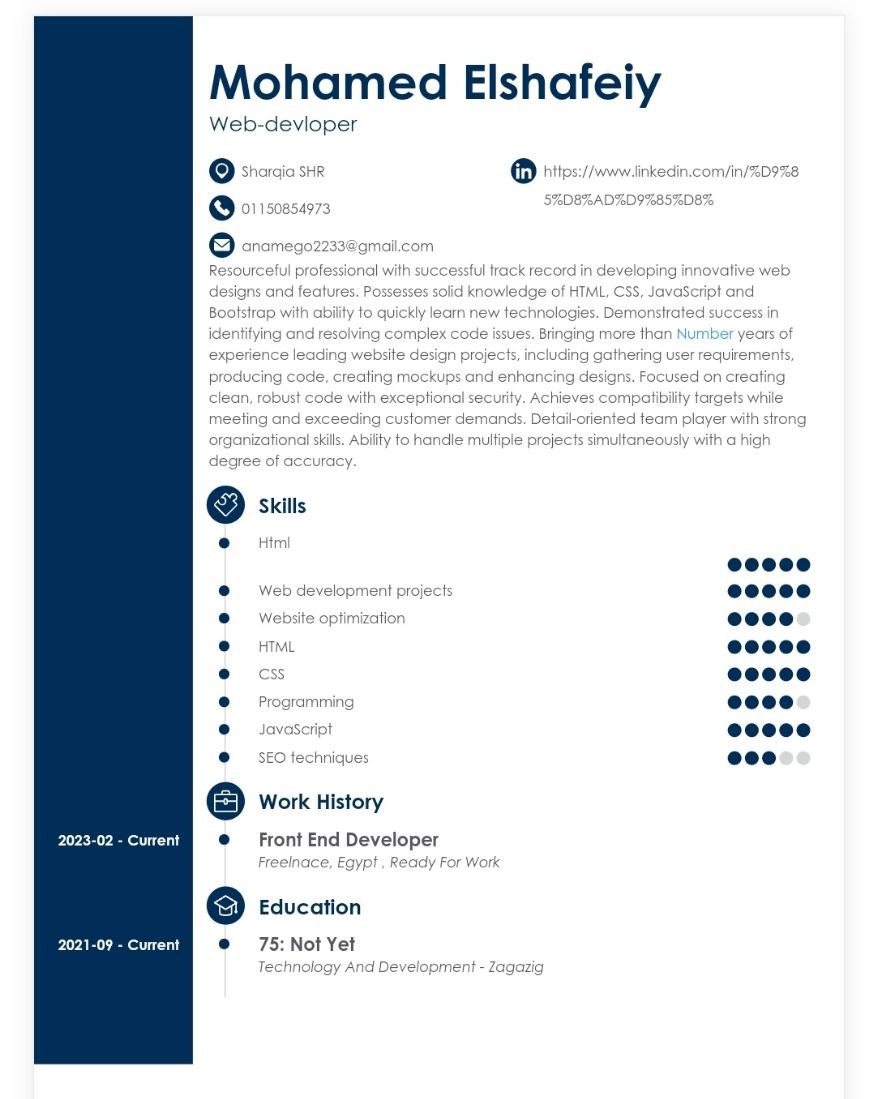 Mohamed Elshafeiy
Web-devloper
Sharqia SHR
01150854973
anamego2233@gmail.com
in
https://www.linkedin.com/in/%D9%8
5%D8%AD%D9%85%D8%
Resourceful professional with successful track record in developing innovative web
designs and features. Possesses solid knowledge of HTML, CSS, JavaScript and
Bootstrap with ability to quickly learn new technologies. Demonstrated success in
identifying and resolving complex code issues. Bringing more than Number years of
experience leading website design projects, including gathering user requirements,
producing code, creating mockups and enhancing designs. Focused on creating
clean, robust code with exceptional security. Achieves compatibility targets while
meeting and exceeding customer demands. Detail-oriented team player with strong
organizational skills. Ability to handle multiple projects simultaneously with a high
degree of accuracy.
Skills
Html
Web development projects
Website optimization
HTML
CSS
Programming
JavaScript
SEO techniques
Work History
2023-02 - Current
Front End Developer
Freelnace, Egypt , Ready For Work
Education
2021-09 - Current
75: Not Yet
Technology And Development - Zagazig